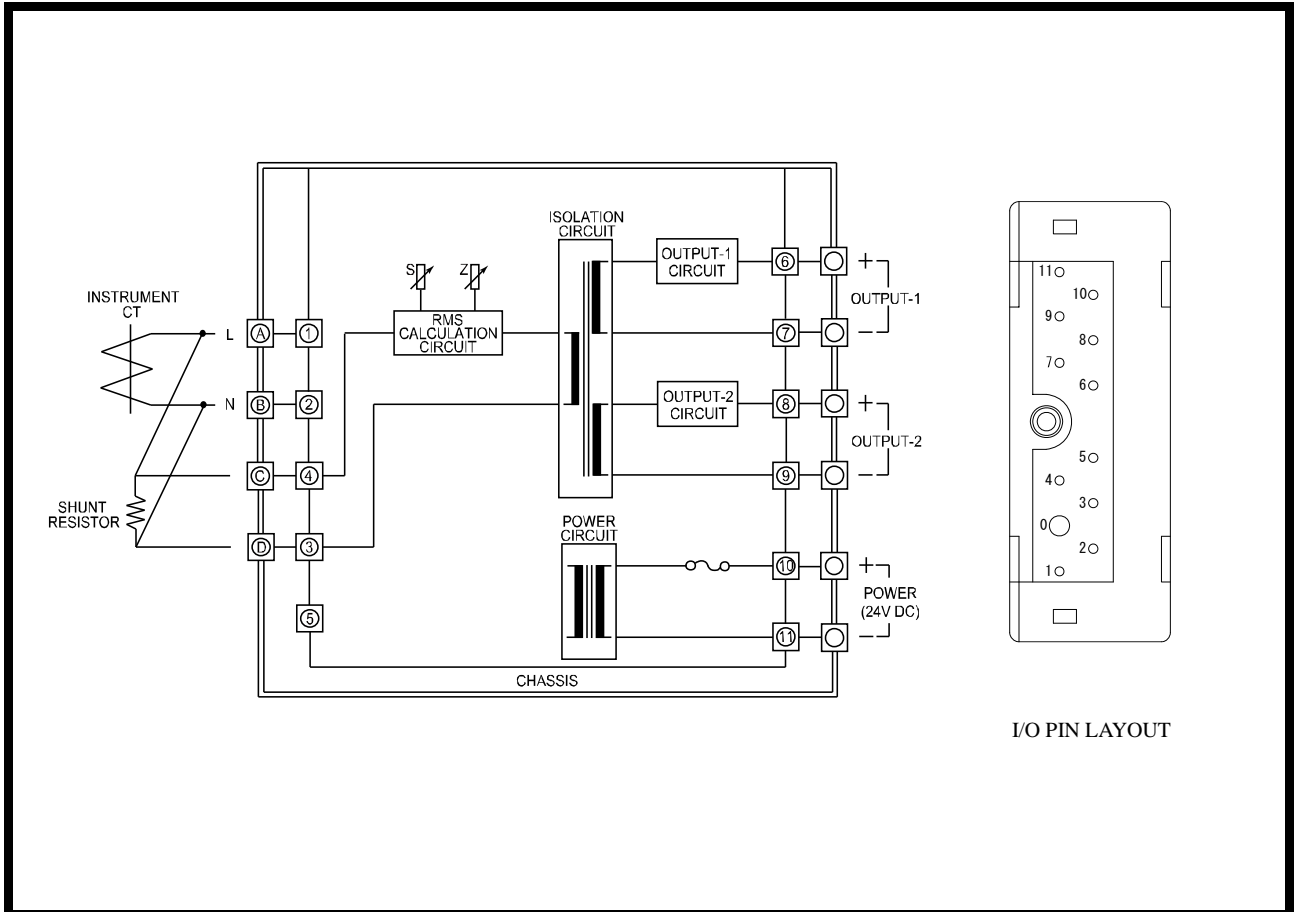 ISOLATION
CIRCUIT
OUTPUT-1
CIRCUIT
6
+
OUTPUT-1
7
−
S
Z
RMS
CALCULATION
CIRCUIT
INSTRUMENT
CT
L
A
1
N
B
2
C
4
D
3
5
SHUNT
RESISTOR
OUTPUT-2
CIRCUIT
8
+
OUTPUT-2
9
−
POWER
CIRCUIT
10
+
POWER
(24V DC)
11
−
CHASSIS
11
10
9
8
7
6
5
4
3
0
2
1
I/O PIN LAYOUT